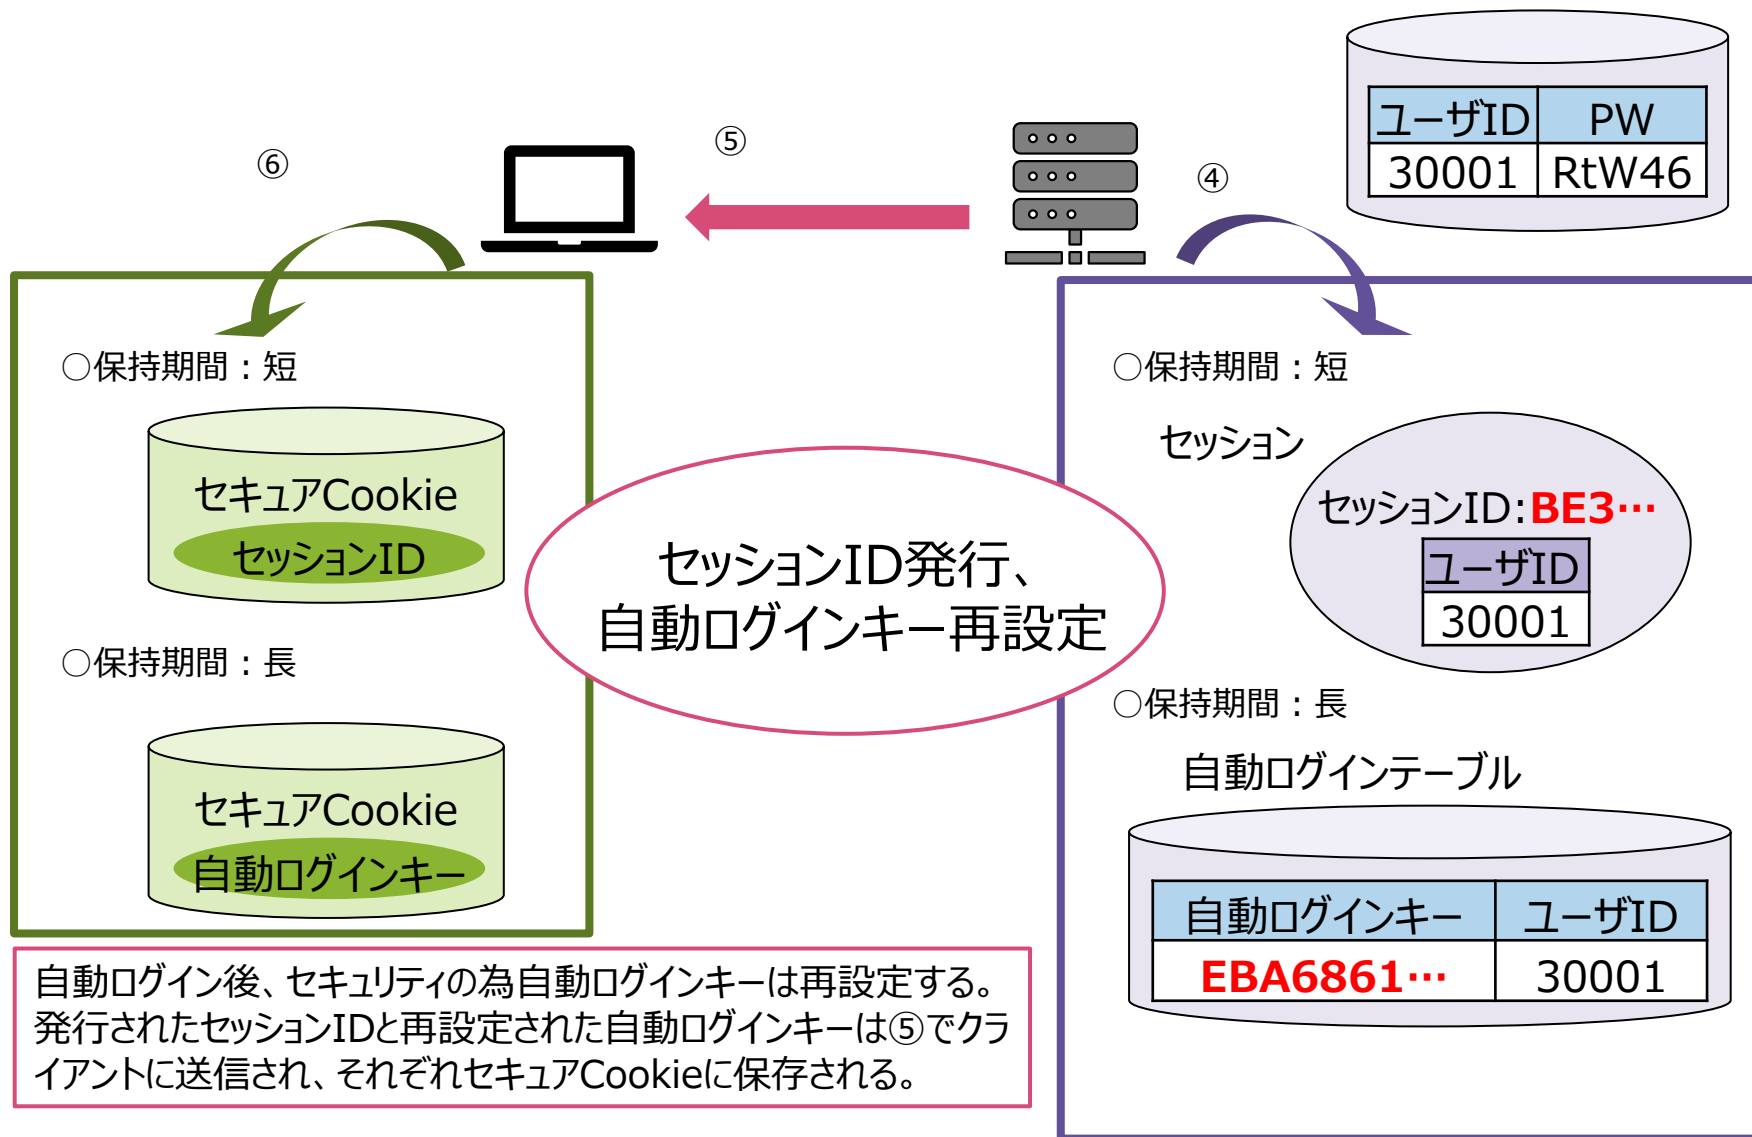 ユーザID PW
30001 RtW46
⑥
⑤
④
○保持期間：短
セキュアCookie
セッションID
○保持期間：長
セキュアCookie
自動ログインキー
セッションID発行、
自動ログインキー再設定
○保持期間：短
セッション
セッションID:BE3…
ユーザID
30001
○保持期間：長
自動ログインテーブル
自動ログインキー ユーザID
EBA6861… 30001
自動ログイン後、セキュリティの為自動ログインキーは再設定する。
発行されたセッションIDと再設定された自動ログインキーは⑤でクラ
イアントに送信され、それぞれセキュアCookieに保存される。